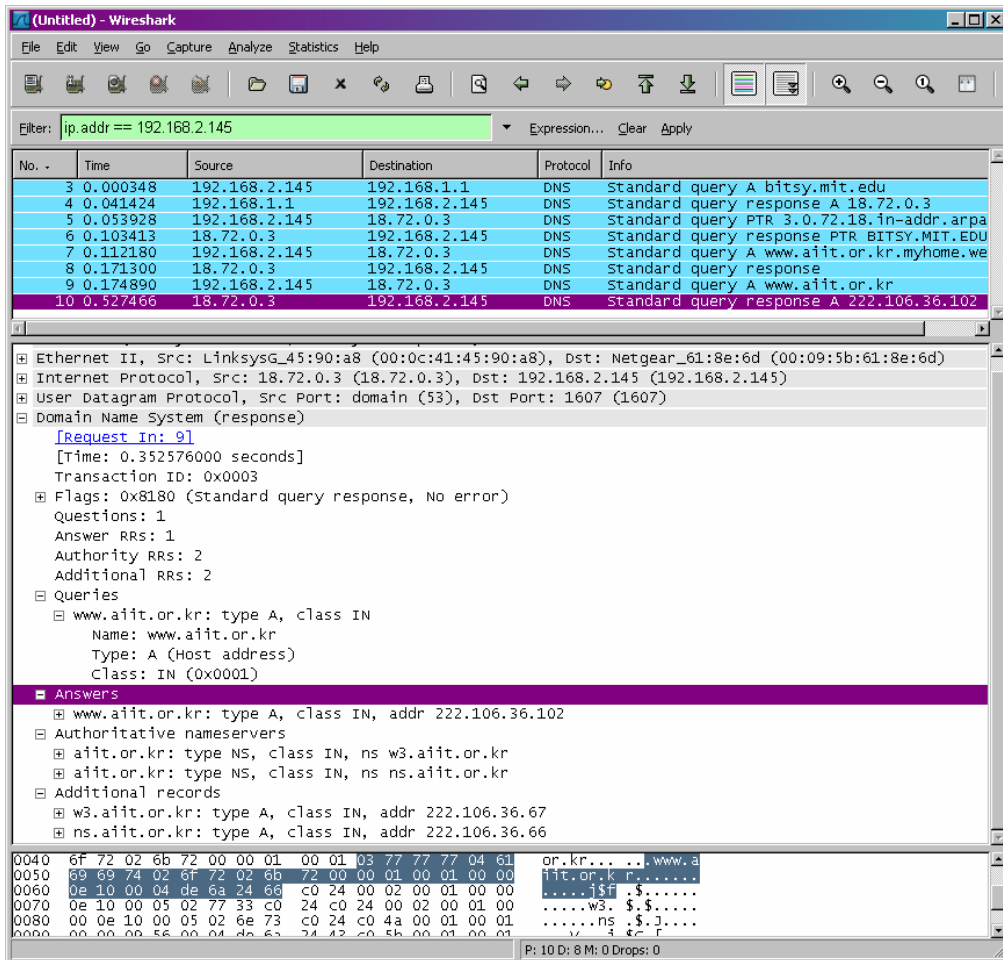 (Untitled) - Wireshark
File Edit View Go Capture Analyze Statistics Help
Filter: ip.addr == 192.168.2.145 Expression... Clear Apply
No. Time Source Destination Protocol Info
3 0.000348 192.168.2.145 192.168.1.1 DNS Standard query A bitsy.mit.edu
4 0.041424 192.168.1.1 192.168.2.145 DNS Standard query response A 18.72.0.3
5 0.053928 192.168.2.145 18.72.0.3 DNS Standard query PTR 3.0.72.18.in-addr.arpa
6 0.103413 18.72.0.3 192.168.2.145 DNS Standard query response PTR BITSY.MIT.EDU
7 0.112180 192.168.2.145 18.72.0.3 DNS Standard query A www.aiit.or.kr.myhome.we
8 0.171300 18.72.0.3 192.168.2.145 DNS Standard query response
9 0.174890 192.168.2.145 18.72.0.3 DNS Standard query A www.aiit.or.kr
10 0.527466 18.72.0.3 192.168.2.145 DNS Standard query response A 222.106.36.102
Ethernet II, Src: LinksysG_45:90:a8 (00:0c:41:45:90:a8), Dst: Netgear_61:8e:6d (00:09:5b:61:8e:6d)
Internet Protocol, Src: 18.72.0.3 (18.72.0.3), Dst: 192.168.2.145 (192.168.2.145)
User Datagram Protocol, Src Port: domain (53), Dst Port: 1607 (1607)
Domain Name System (response)
[Request In: 9]
[Time: 0.352576000 seconds]
Transaction ID: 0x0003
Flags: 0x8180 (Standard query response, No error)
Questions: 1
Answer RRs: 1
Authority RRs: 2
Additional RRs: 2
Queries
www.aiit.or.kr: type A, class IN
Name: www.aiit.or.kr
Type: A (Host address)
Class: IN (0x0001)
Answers
www.aiit.or.kr: type A, class IN, addr 222.106.36.102
Authoritative nameservers
aiit.or.kr: type NS, class IN, ns w3.aiit.or.kr
aiit.or.kr: type NS, class IN, ns ns.aiit.or.kr
Additional records
w3.aiit.or.kr: type A, class IN, addr 222.106.36.67
ns.aiit.or.kr: type A, class IN, addr 222.106.36.66
0040 6f 72 02 6b 72 00 00 01 00 01 03 77 77 77 04 61 or.kr... ...www.a
0050 69 69 74 02 6f 72 02 6b 72 00 00 01 00 01 00 00 iit.or.k r.......
0060 0e 10 00 04 de 6a 24 66 c0 24 00 02 00 01 00 00 .....j$f .$......
0070 0e 10 00 05 02 77 33 c0 24 c0 24 00 02 00 01 00 .....w3. $.$.....
0080 00 0e 10 00 05 02 6e 73 c0 24 c0 4a 00 01 00 01 ......ns .$.J....
P: 10 D: 8 M: 0 Drops: 0